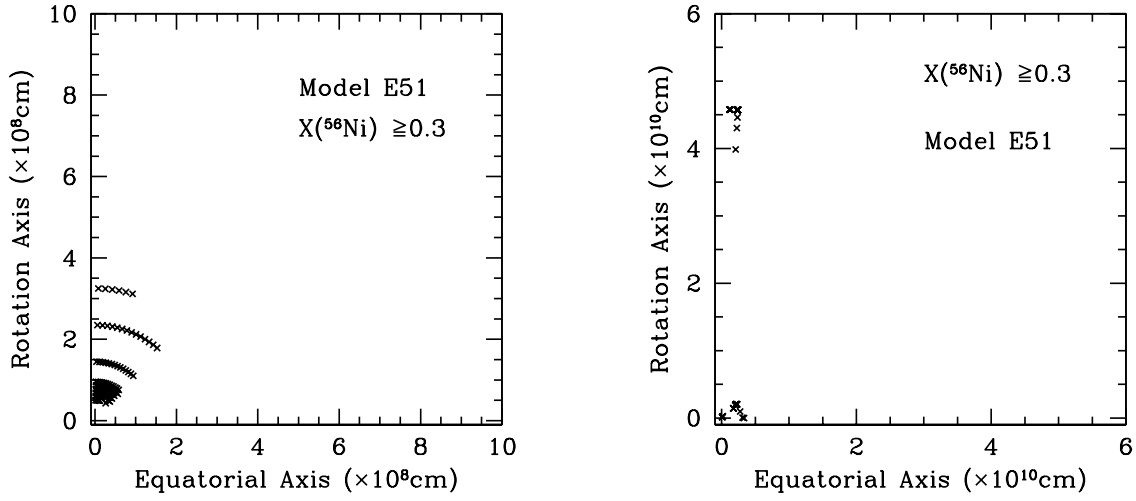 10
8
6
4
2
0
0 2 4 6 8 10
Rotation Axis (×10⁸cm)
Equatorial Axis (×10⁸cm)
Model E51
X(⁵⁶Ni) ≧0.3
6
4
2
0
0 2 4 6
Rotation Axis (×10¹⁰cm)
Equatorial Axis (×10¹⁰cm)
X(⁵⁶Ni) ≧0.3
Model E51